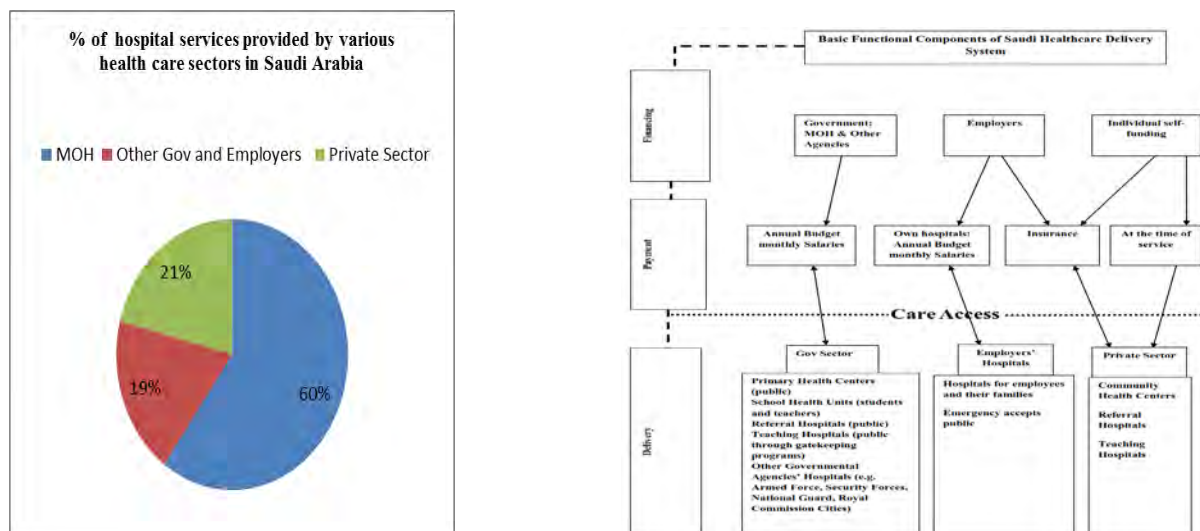 % of hospital services provided by various
health care sectors in Saudi Arabia
MOH Other Gov and Employers Private Sector
21%
19%
60%
Basic Functional Components of Saudi Healthcare Delivery
System
Financing
Government:
MOH & Other
Agencies
Employers
Individual self-
funding
Payment
Annual Budget
monthly Salaries
Own hospitals:
Annual Budget
monthly Salaries
Insurance
At the time of
service
Care Access
Delivery
Gov Sector
Primary Health Centers
(public)
School Health Units (students
and teachers)
Referral Hospitals (public)
Teaching Hospitals (public
through gatekeeping
programs)
Other Governmental
Agencies' Hospitals (e.g.
Armed Force, Security Forces,
National Guard, Royal
Commission Cities)
Employers'
Hospitals
Hospitals for employees
and their families
Emergency accepts
public
Private Sector
Community
Health Centers
Referral
Hospitals
Teaching
Hospitals